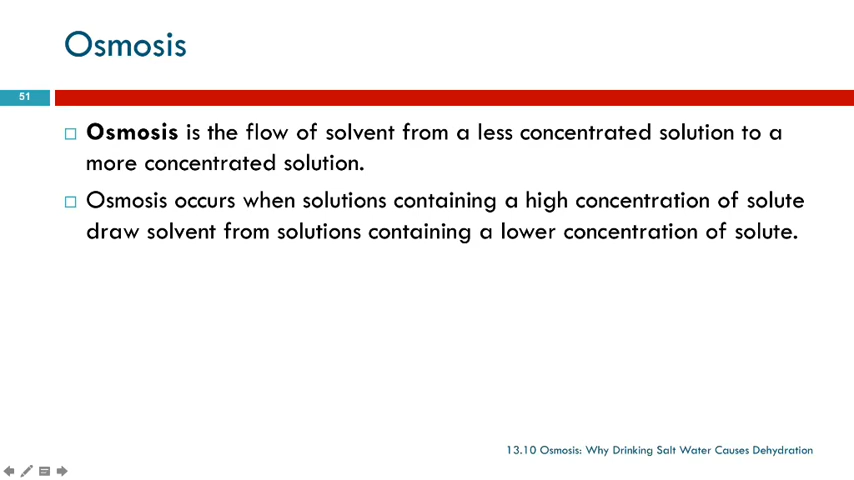 Osmosis
51
Osmosis is the flow of solvent from a less concentrated solution to a
more concentrated solution.
Osmosis occurs when solutions containing a high concentration of solute
draw solvent from solutions containing a lower concentration of solute.
13.10 Osmosis: Why Drinking Salt Water Causes Dehydration